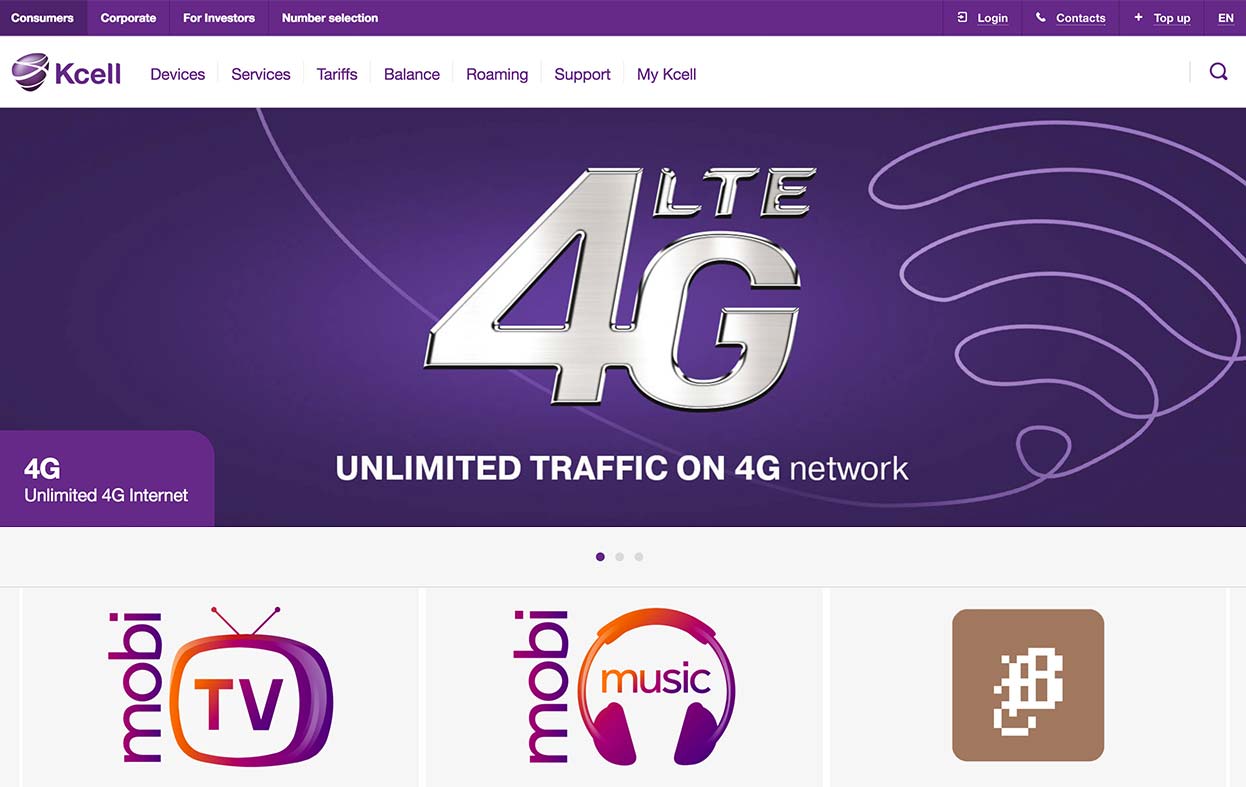 Consumers Corporate For Investors Number selection Login Contacts + Top up EN
Kcell Devices Services Tariffs Balance Roaming Support My Kcell
4G LTE
UNLIMITED TRAFFIC ON 4G network
4G
Unlimited 4G Internet
mobi TV
mobi music